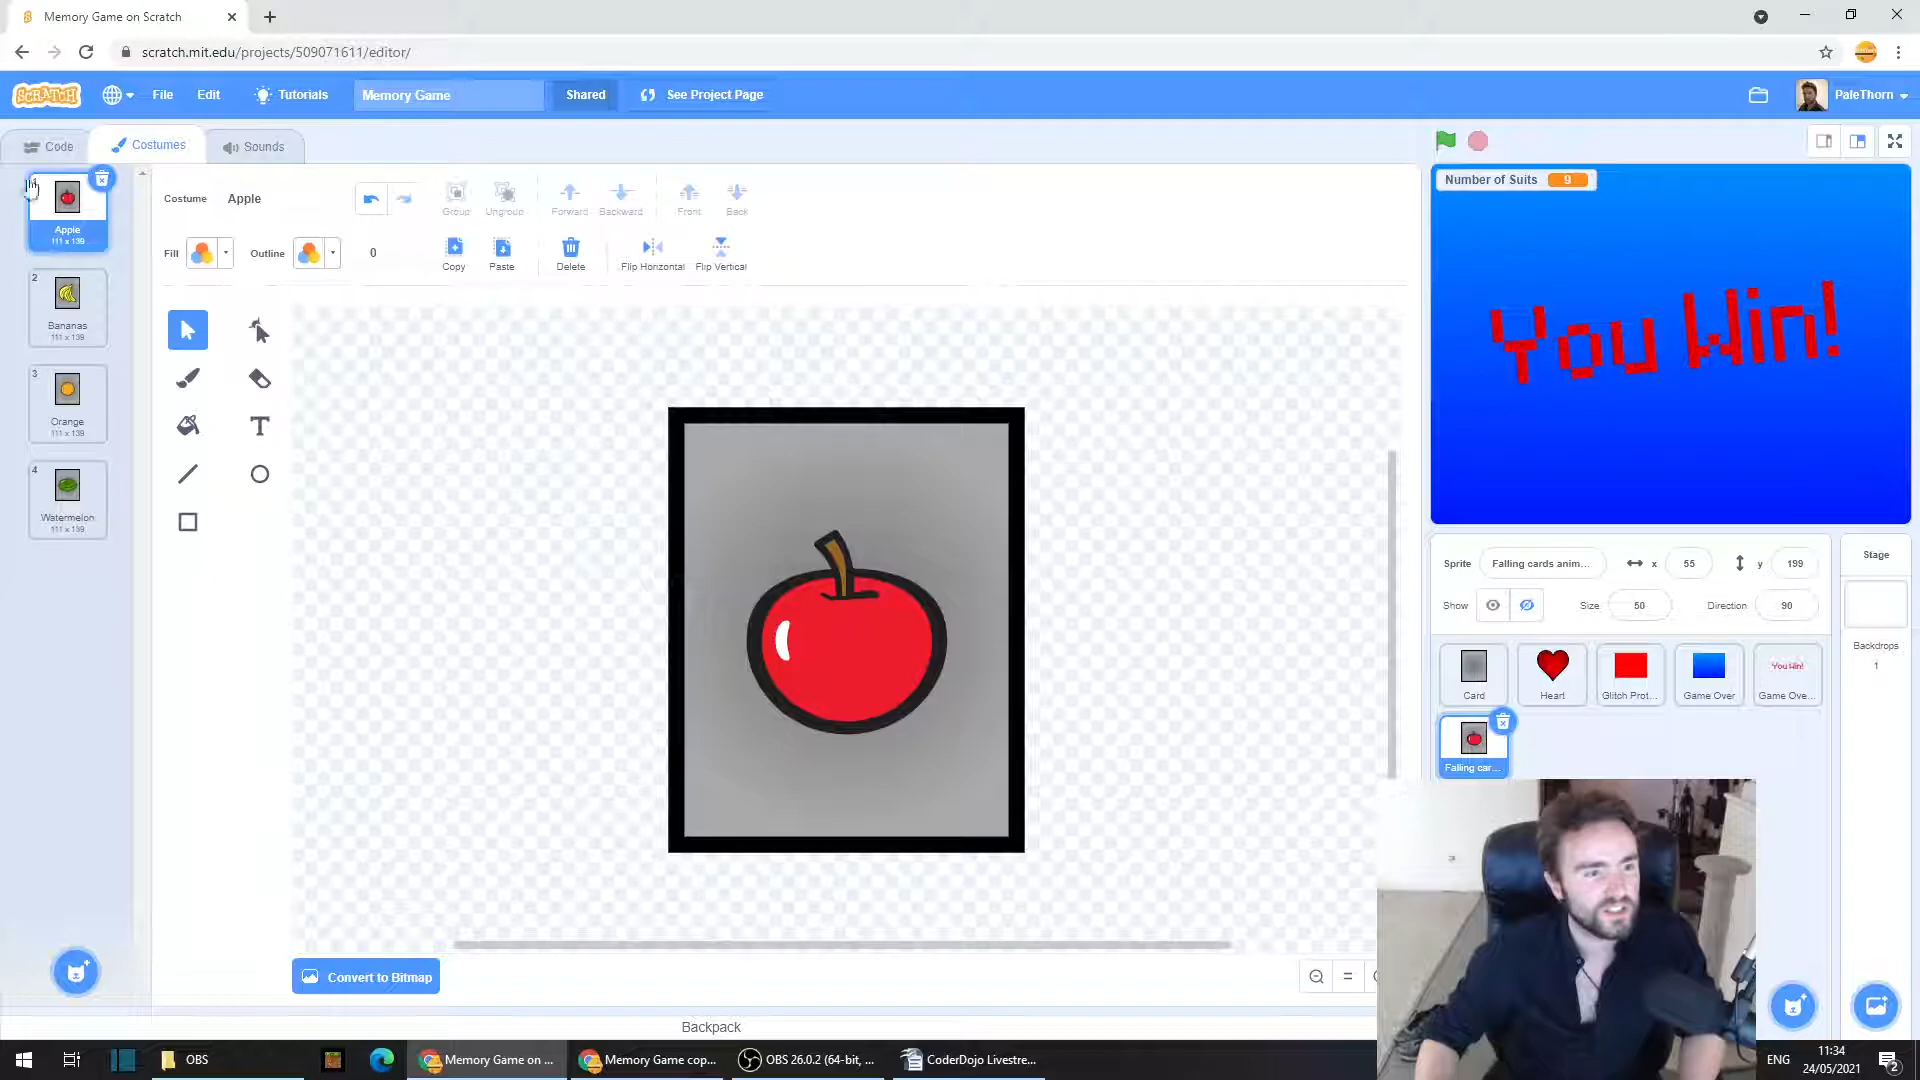 Memory Game on Scratch
scratch.mit.edu/projects/509071611/editor/
SCRATCH
File
Edit
Tutorials
Memory Game
Shared
See Project Page
PaleThorn
Code
Costumes
Sounds
Costume
Apple
Group
Ungroup
Forward
Backward
Front
Back
Fill
Outline
0
Copy
Paste
Delete
Flip Horizontal
Flip Vertical
Apple
111 x 139
2
Bananas
111 x 139
3
Orange
111 x 139
4
Watermelon
111 x 139
Convert to Bitmap
Backpack
Number of Suits 9
You Win!
Sprite
Falling cards anim...
x 55
y 199
Show
Size 50
Direction 90
Card
Heart
Glitch Prot...
Game Over
You Win!
Game Ove...
Falling car...
Stage
Backdrops
1
OBS
Memory Game on ...
Memory Game cop...
OBS 26.0.2 (64-bit, ...
CoderDojo Livestre...
ENG
11:34
24/05/2021
2